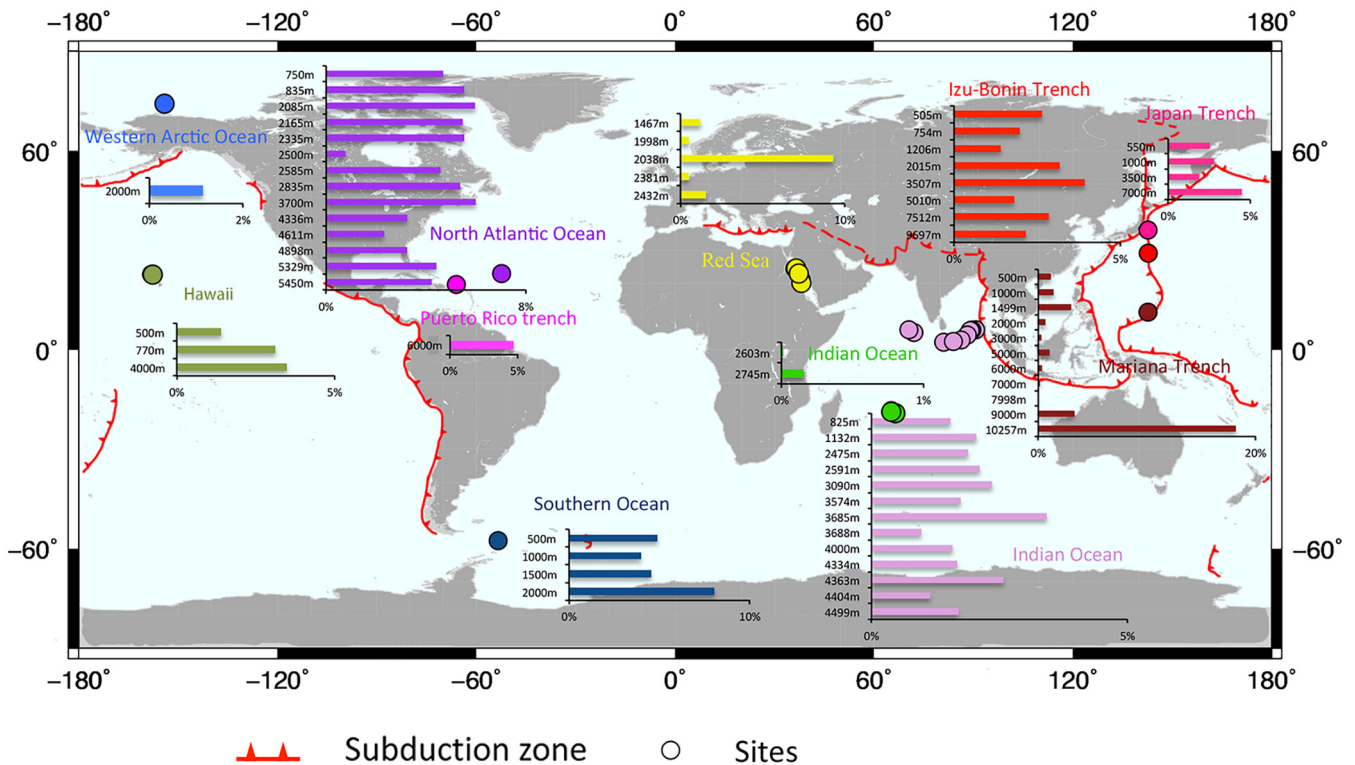 −180° −120° −60° 0° 60° 120° 180°
60°
0°
−60°
60°
0°
−60°
Western Arctic Ocean
2000m
0% 2%
Hawaii
500m
770m
4000m
0% 5%
750m
835m
2085m
2165m
2335m
2500m
2585m
2835m
3700m
4336m
4611m
4898m
5329m
5450m
0% 8%
North Atlantic Ocean
Puerto Rico trench
6000m
0% 5%
Southern Ocean
500m
1000m
1500m
2000m
0% 10%
1467m
1998m
2038m
2381m
2432m
0% 10%
Red Sea
Indian Ocean
2603m
2745m
0% 1%
825m
1132m
2475m
2591m
3090m
3574m
3685m
3688m
4000m
4334m
4363m
4404m
4499m
0% 5%
Indian Ocean
Izu-Bonin Trench
505m
754m
1206m
2015m
3507m
5010m
7512m
9697m
0% 5%
Japan Trench
550m
1000m
3500m
7000m
0% 5%
500m
1000m
1499m
2000m
3000m
5000m
6000m
7000m
7998m
9000m
10257m
0% 20%
Mariana Trench
−180° −120° −60° 0° 60° 120° 180°
Subduction zone Sites